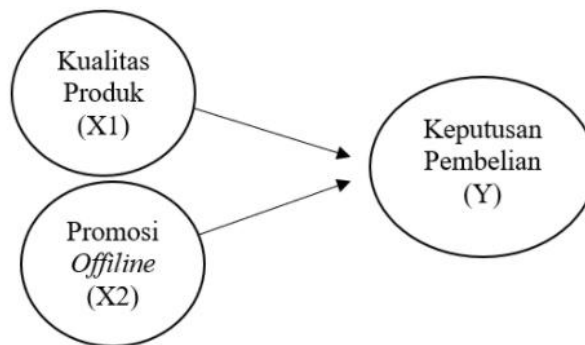 Kualitas
Produk
(X1)
Keputusan
Pembelian
(Y)
Promosi
Offiline
(X2)